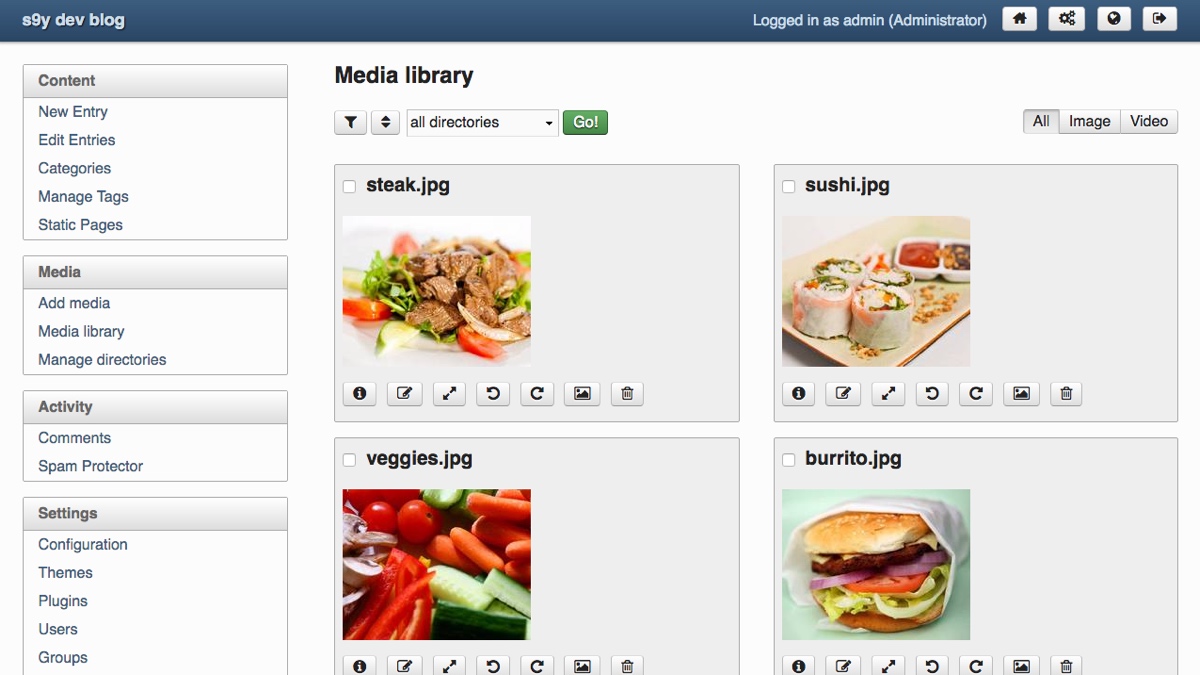 s9y dev blog
Logged in as admin (Administrator)
Content
New Entry
Edit Entries
Categories
Manage Tags
Static Pages
Media
Add media
Media library
Manage directories
Activity
Comments
Spam Protector
Settings
Configuration
Themes
Plugins
Users
Groups
Media library
all directories
Go!
All
Image
Video
steak.jpg
sushi.jpg
veggies.jpg
burrito.jpg